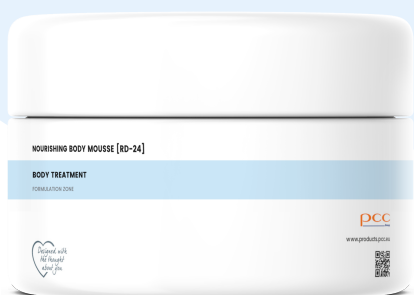 NOURISHING BODY MOUSSE [RD-24]
BODY TREATMENT
FORMULATION ZONE
pcc
www.products.pcc.eu
Designed with
the thought
about you